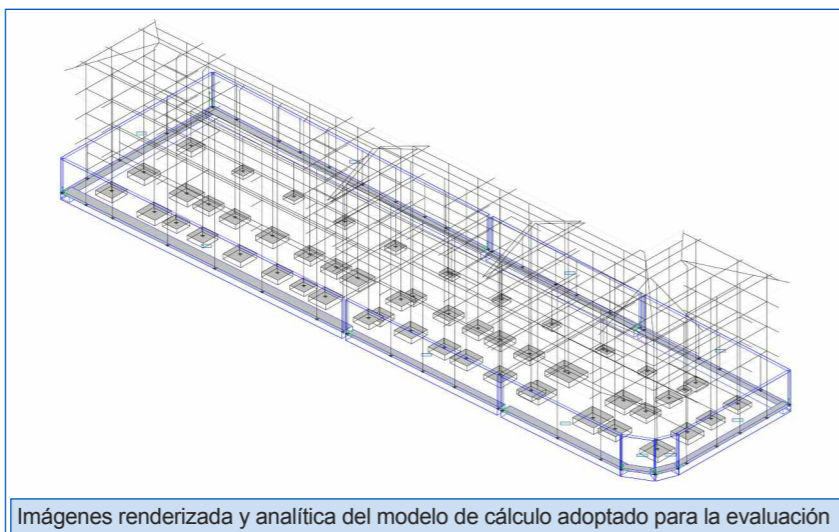 Imágenes renderizada y analítica del modelo de cálculo adoptado para la evaluación